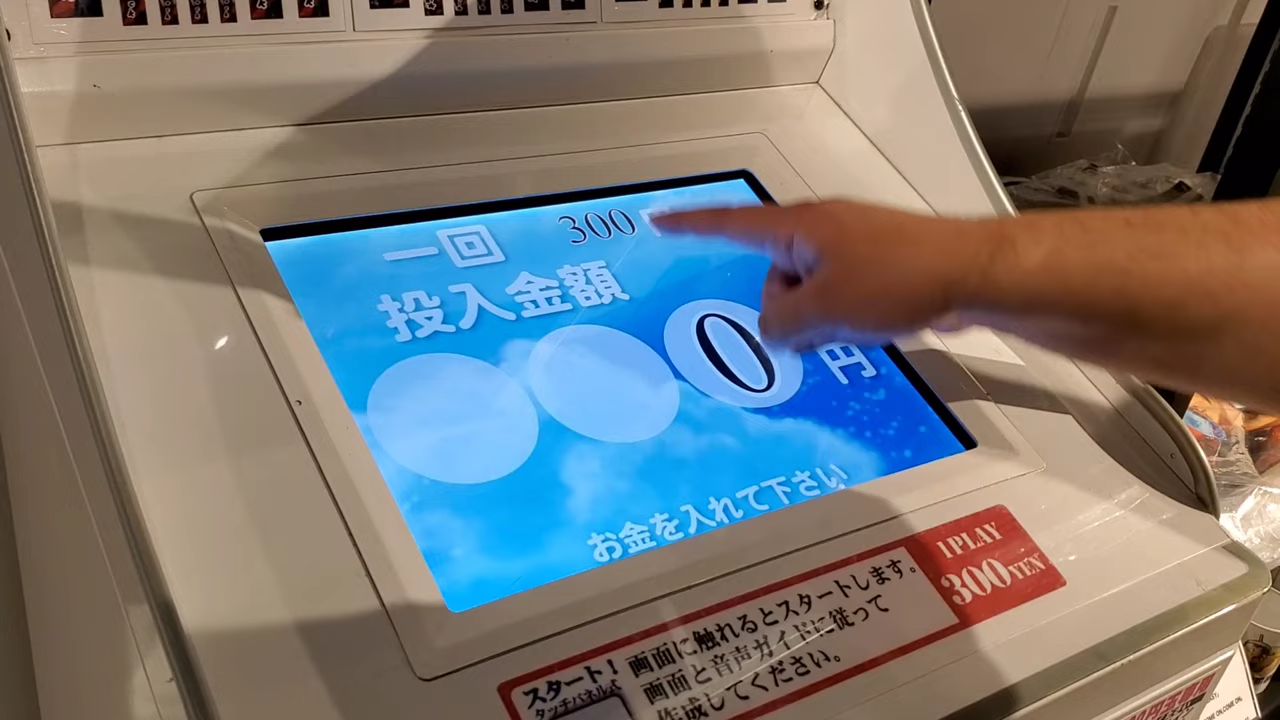 一回 300
投入金額
0 円
お金を入れて下さい
1PLAY
300YEN
スタート!
タッチパネル式
画面に触れるとスタートします。
画面と音声ガイドに従って
作成してください。